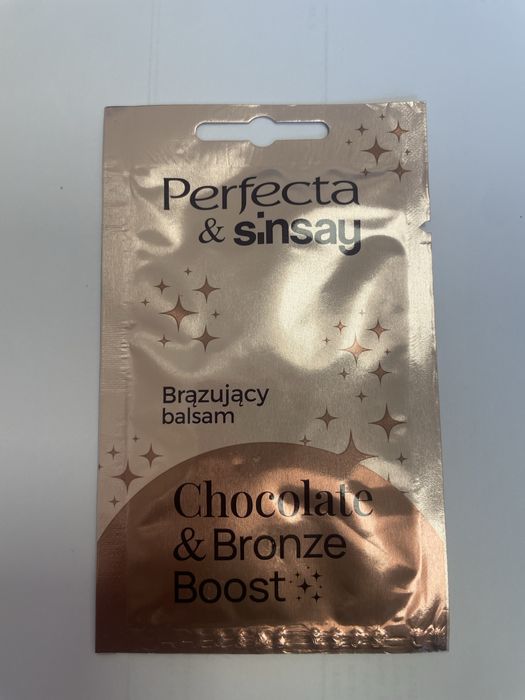 Perfecta
& sinsay
Brązujący
balsam
Chocolate
& Bronze
Boost